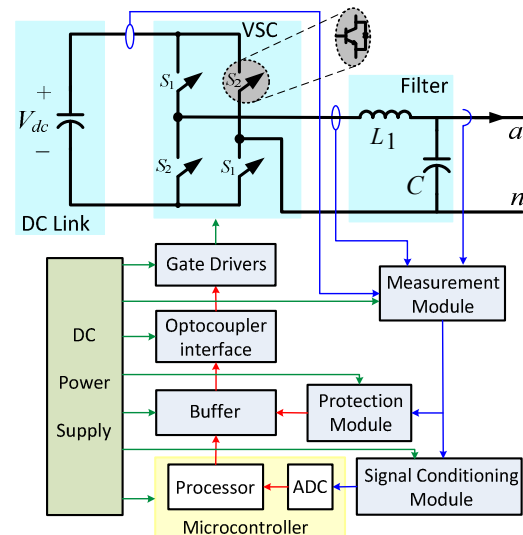 VSC
S1
S2
Filter
+
Vdc
−
L1
a
S2
S1
C
n
DC Link
Gate Drivers
Measurement
Module
DC
Power
Supply
Optocoupler
interface
Buffer
Protection
Module
Processor
ADC
Signal Conditioning
Module
Microcontroller